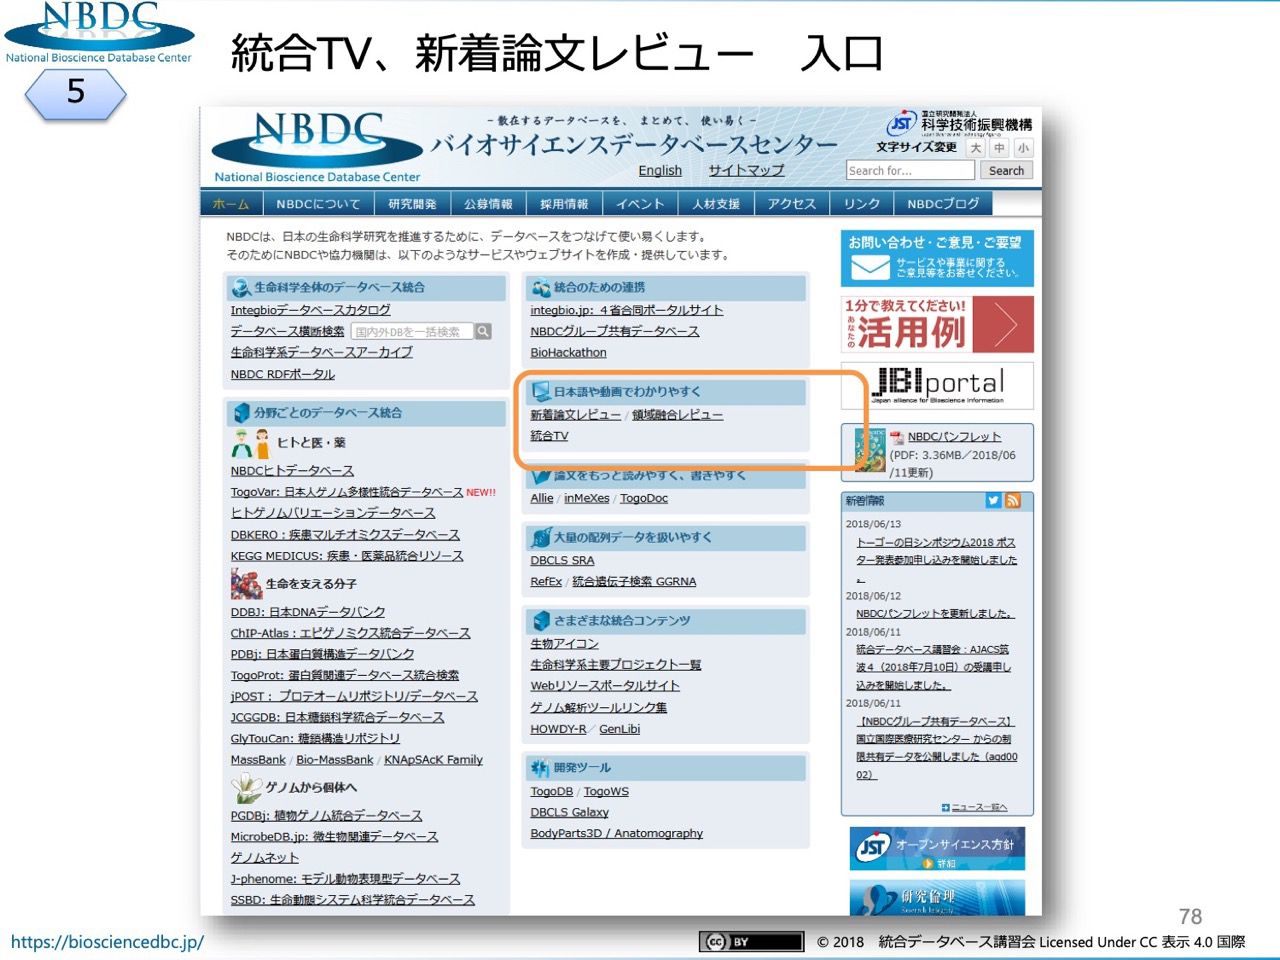 NBDC
National Bioscience Database Center
5
統合TV、新着論文レビュー　入口
NBDC
National Bioscience Database Center
－散在するデータベースを、まとめて、使い易く－
バイオサイエンスデータベースセンター
English サイトマップ
JST 国立研究開発法人
科学技術振興機構
文字サイズ変更 大 中 小
Search for... Search
ホーム NBDCについて 研究開発 公募情報 採用情報 イベント 人材支援 アクセス リンク NBDCブログ
NBDCは、日本の生命科学研究を推進するために、データベースをつなげて使い易くします。
そのためにNBDCや協力機関は、以下のようなサービスやウェブサイトを作成・提供しています。
生命科学全体のデータベース統合
Integbioデータベースカタログ
データベース横断検索 国内外DBを一括検索
生命科学系データベースアーカイブ
NBDC RDFポータル
分野ごとのデータベース統合
ヒトと医・薬
NBDCヒトデータベース
TogoVar: 日本人ゲノム多様性統合データベース NEW!!
ヒトゲノムバリエーションデータベース
DBKERO：疾患マルチオミクスデータベース
KEGG MEDICUS: 疾患・医薬品統合リソース
生命を支える分子
DDBJ: 日本DNAデータバンク
ChIP-Atlas：エピゲノミクス統合データベース
PDBj: 日本蛋白質構造データバンク
TogoProt: 蛋白質関連データベース統合検索
jPOST： プロテオームリポジトリ/データベース
JCGGDB: 日本糖鎖科学統合データベース
GlyTouCan: 糖鎖構造リポジトリ
MassBank / Bio-MassBank / KNApSAcK Family
ゲノムから個体へ
PGDBj: 植物ゲノム統合データベース
MicrobeDB.jp: 微生物関連データベース
ゲノムネット
J-phenome: モデル動物表現型データベース
SSBD: 生命動態システム科学統合データベース
統合のための連携
integbio.jp: ４省合同ポータルサイト
NBDCグループ共有データベース
BioHackathon
日本語や動画でわかりやすく
新着論文レビュー / 領域融合レビュー
統合TV
論文をもっと読みやすく、書きやすく
Allie / inMeXes / TogoDoc
大量の配列データを扱いやすく
DBCLS SRA
RefEx / 統合遺伝子検索 GGRNA
さまざまな統合コンテンツ
生物アイコン
生命科学系主要プロジェクト一覧
Webリソースポータルサイト
ゲノム解析ツールリンク集
HOWDY-R / GenLibi
開発ツール
TogoDB / TogoWS
DBCLS Galaxy
BodyParts3D / Anatomography
お問い合わせ・ご意見・ご要望
サービスや事業に関する
ご意見等をお寄せください。
1分で教えてください!
あなたの
活用例
JBIportal
Japan alliance for Bioscience Information
NBDCパンフレット
(PDF: 3.36MB／2018/06
/11更新)
新着情報
2018/06/13
トーゴーの日シンポジウム2018 ポス
ター発表参加申し込みを開始しました
。
2018/06/12
NBDCパンフレットを更新しました。
2018/06/11
統合データベース講習会：AJACS筑
波４（2018年7月10日）の受講申し
込みを開始しました。
2018/06/11
【NBDCグループ共有データベース】
国立国際医療研究センター からの制
限共有データを公開しました（agd00
02）
ニュース一覧へ
JST オープンサイエンス方針
詳細
研究倫理
Research Integrity
78
https://biosciencedbc.jp/
CC BY
© 2018　統合データベース講習会 Licensed Under CC 表示 4.0 国際